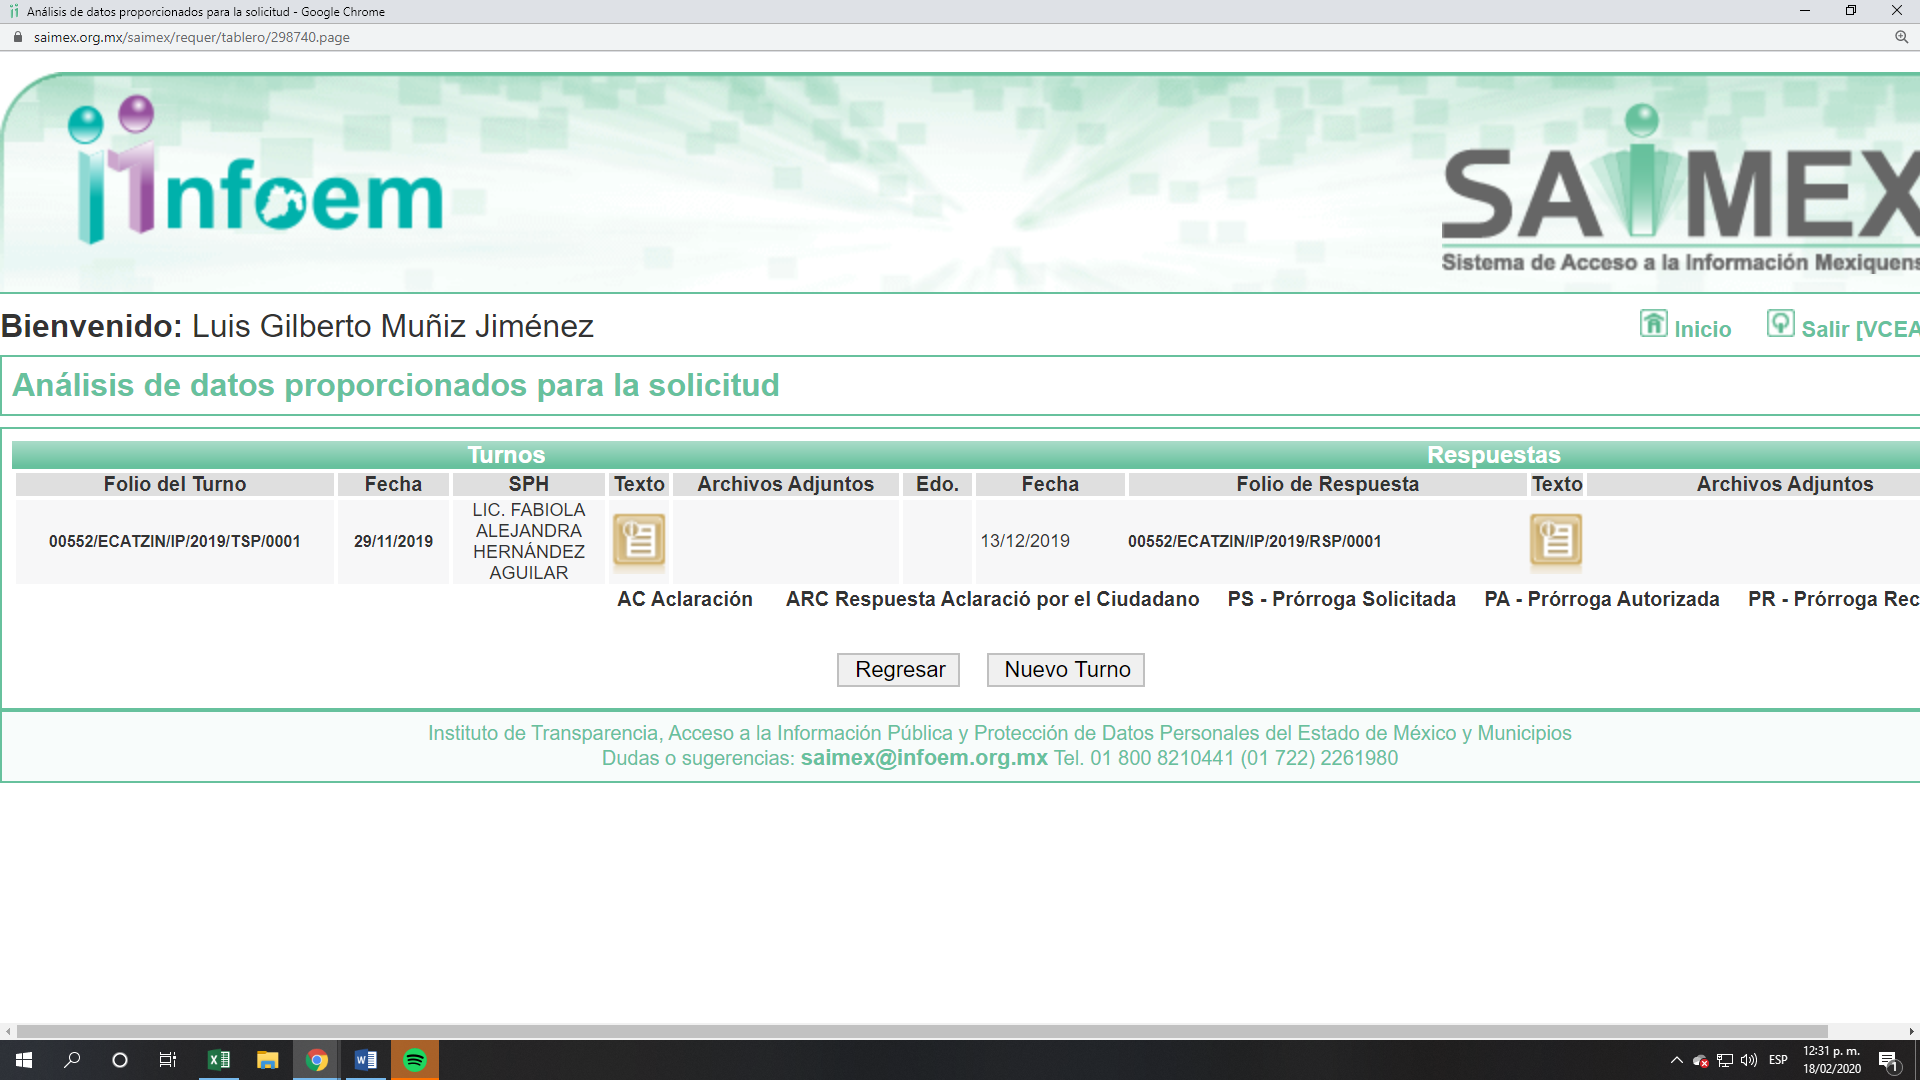 Análisis de datos proporcionados para la solicitud - Google Chrome
saimex.org.mx/saimex/requer/tablero/298740.page
infoem
SAIMEX
Sistema de Acceso a la Información Mexiquens
Bienvenido: Luis Gilberto Muñiz Jiménez
Inicio Salir [VCEA
Análisis de datos proporcionados para la solicitud
Turnos Respuestas
Folio del Turno Fecha SPH Texto Archivos Adjuntos Edo. Fecha Folio de Respuesta Texto Archivos Adjuntos
00552/ECATZIN/IP/2019/TSP/0001 29/11/2019 LIC. FABIOLA ALEJANDRA HERNÁNDEZ AGUILAR 13/12/2019 00552/ECATZIN/IP/2019/RSP/0001
AC Aclaración ARC Respuesta Aclaració por el Ciudadano PS - Prórroga Solicitada PA - Prórroga Autorizada PR - Prórroga Rec
Regresar Nuevo Turno
Instituto de Transparencia, Acceso a la Información Pública y Protección de Datos Personales del Estado de México y Municipios
Dudas o sugerencias: saimex@infoem.org.mx Tel. 01 800 8210441 (01 722) 2261980
ESP
12:31 p. m.
18/02/2020
1